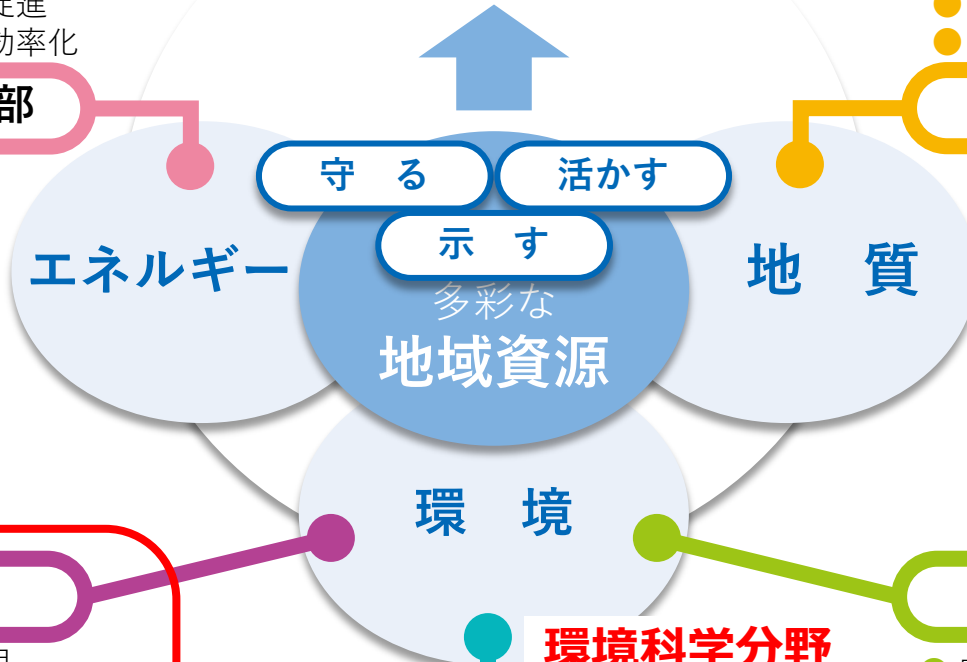 促進
効率化
部
守 る
活かす
示 す
エネルギー
多彩な
地域資源
地 質
環 境
環境科学分野